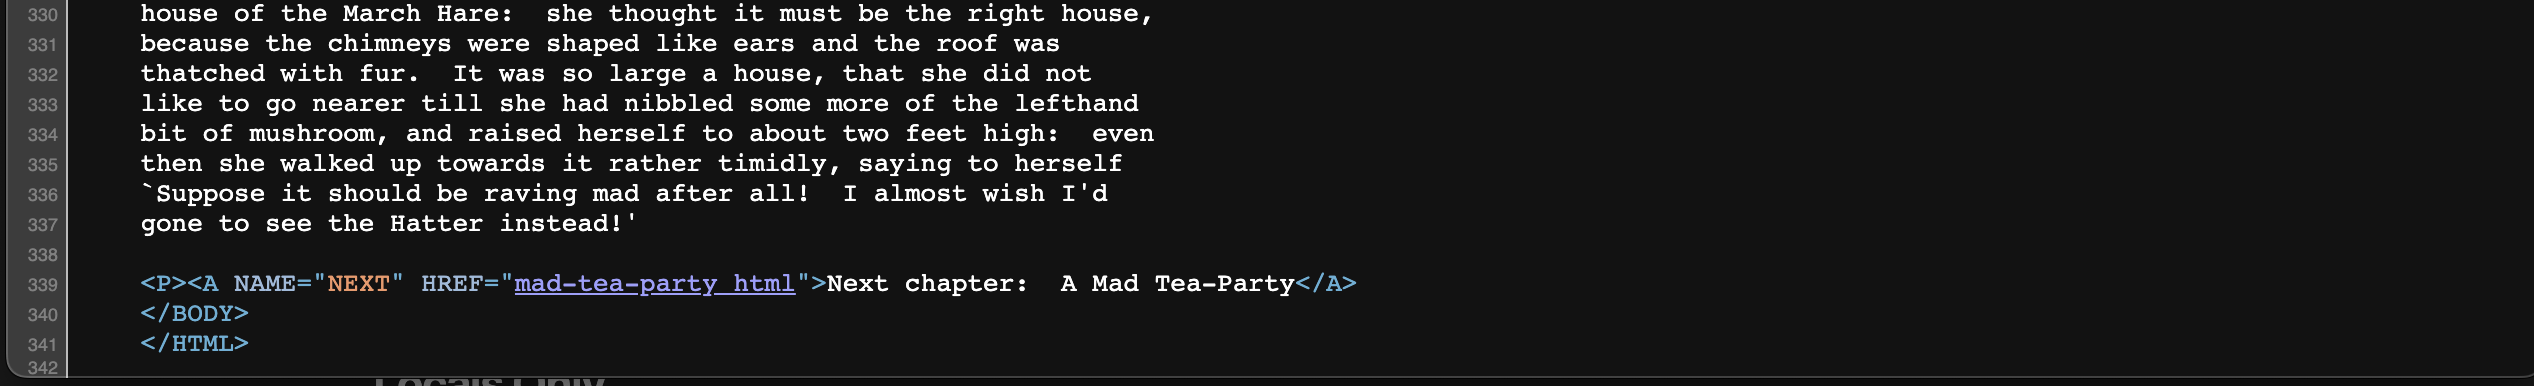 330 house of the March Hare:  she thought it must be the right house,
331 because the chimneys were shaped like ears and the roof was
332 thatched with fur.  It was so large a house, that she did not
333 like to go nearer till she had nibbled some more of the lefthand
334 bit of mushroom, and raised herself to about two feet high:  even
335 then she walked up towards it rather timidly, saying to herself
336 `Suppose it should be raving mad after all!  I almost wish I'd
337 gone to see the Hatter instead!'
338
339 <P><A NAME="NEXT" HREF="mad-tea-party html">Next chapter:  A Mad Tea-Party</A>
340 </BODY>
341 </HTML>
342
Locals Only